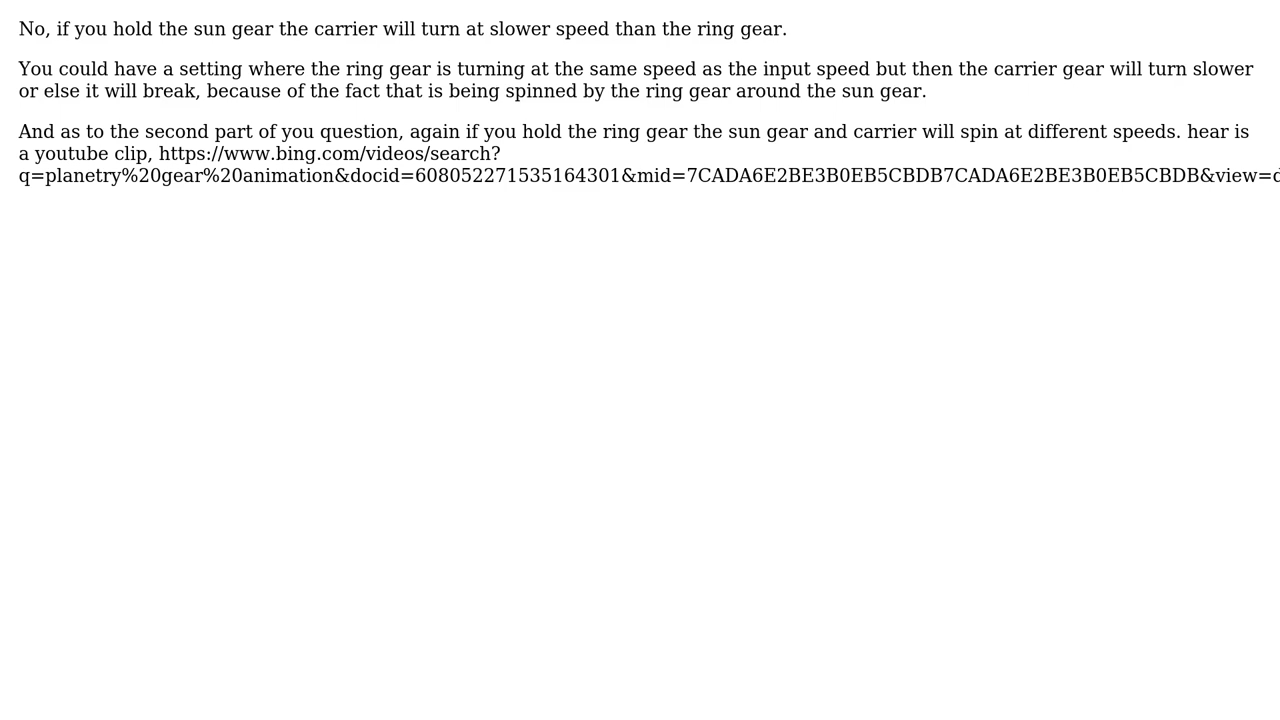 No, if you hold the sun gear the carrier will turn at slower speed than the ring gear.
You could have a setting where the ring gear is turning at the same speed as the input speed but then the carrier gear will turn slower
or else it will break, because of the fact that is being spinned by the ring gear around the sun gear.
And as to the second part of you question, again if you hold the ring gear the sun gear and carrier will spin at different speeds. hear is
a youtube clip, https://www.bing.com/videos/search?
q=planetry%20gear%20animation&docid=608052271535164301&mid=7CADA6E2BE3B0EB5CBDB7CADA6E2BE3B0EB5CBDB&view=d